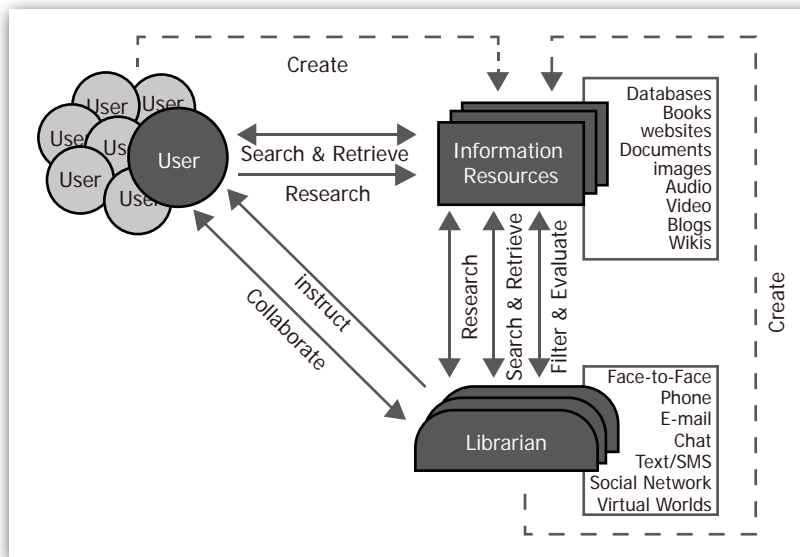 Create
User
User
User
User
User
User
User
Search & Retrieve
Research
Information
Resources
Databases
Books
websites
Documents
images
Audio
Video
Blogs
Wikis
instruct
Collaborate
Research
Search & Retrieve
Filter & Evaluate
Create
Librarian
Face-to-Face
Phone
E-mail
Chat
Text/SMS
Social Network
Virtual Worlds